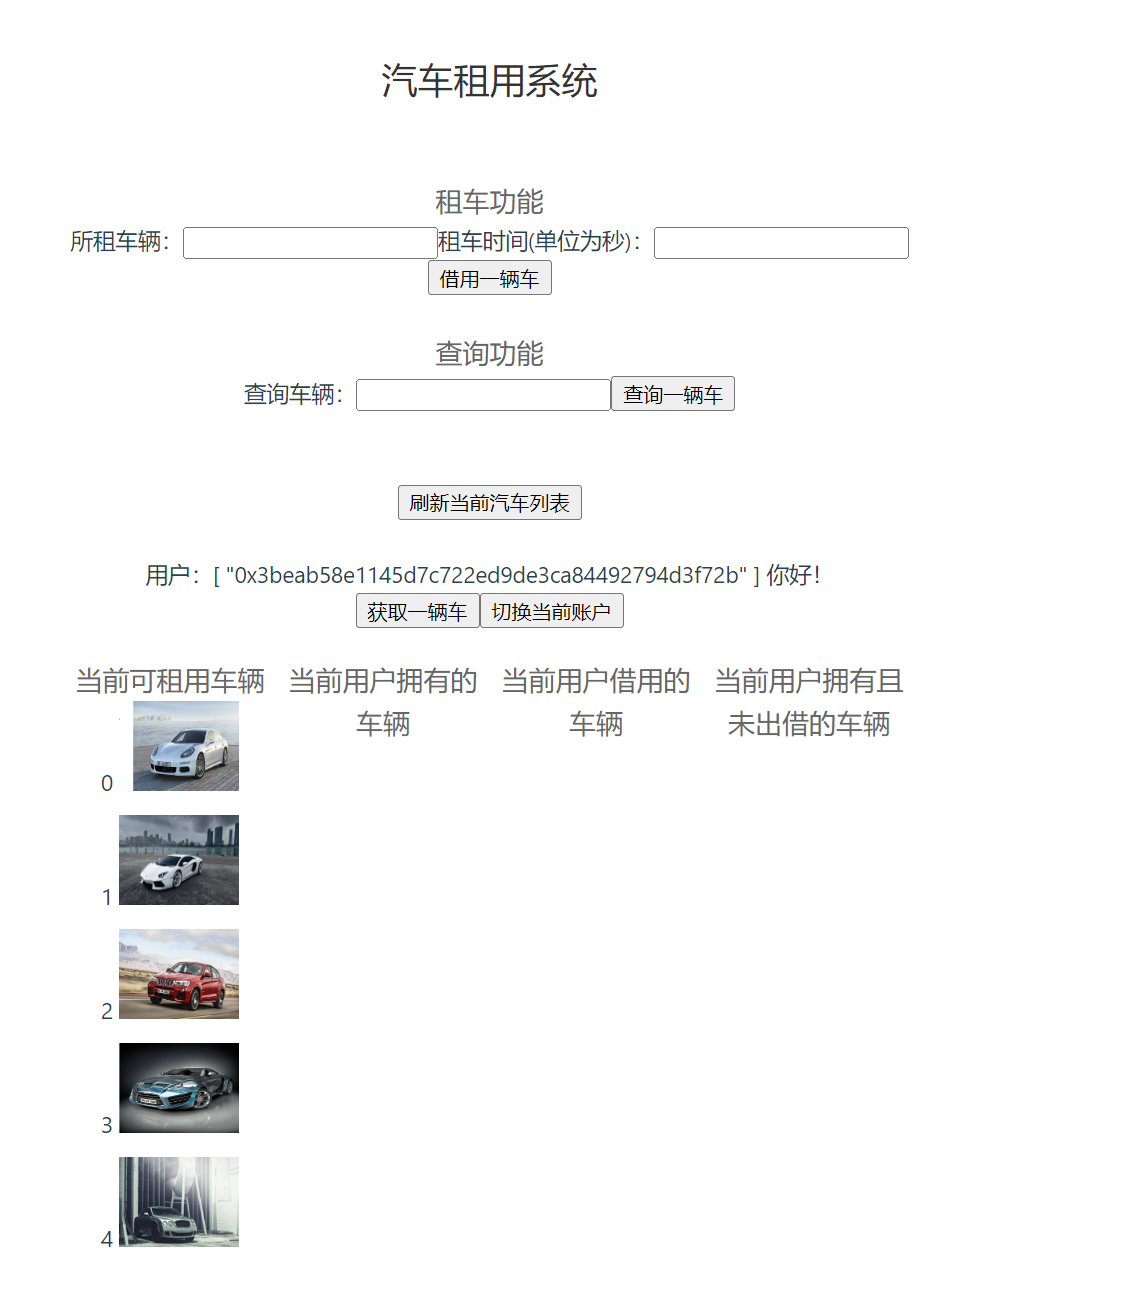 汽车租用系统
租车功能
所租车辆：租车时间(单位为秒)：
借用一辆车
查询功能
查询车辆：查询一辆车
刷新当前汽车列表
用户：[ "0x3beab58e1145d7c722ed9de3ca84492794d3f72b" ] 你好！
获取一辆车切换当前账户
当前可租用车辆 当前用户拥有的 当前用户借用的 当前用户拥有且
车辆 车辆 未出借的车辆
0
1
2
3
4